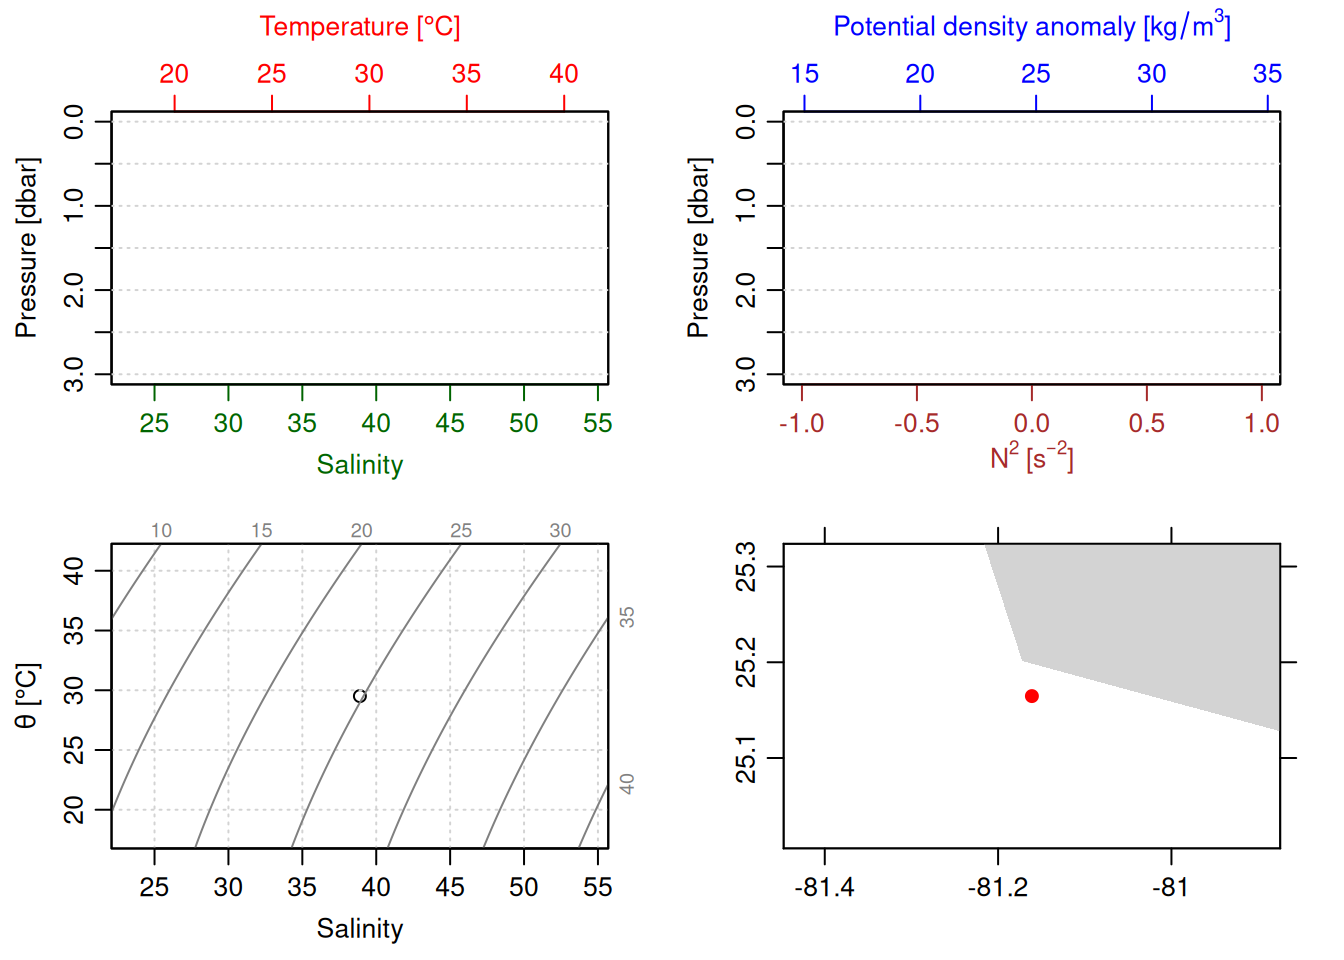 Temperature [°C]
20 25 30 35 40
Pressure [dbar]
0.0 1.0 2.0 3.0
25 30 35 40 45 50 55
Salinity
Potential density anomaly [kg/m³]
15 20 25 30 35
Pressure [dbar]
0.0 1.0 2.0 3.0
-1.0 -0.5 0.0 0.5 1.0
N² [s⁻²]
10 15 20 25 30
35
40
θ [°C]
40 35 30 25 20
25 30 35 40 45 50 55
Salinity
25.3 25.2 25.1
-81.4 -81.2 -81